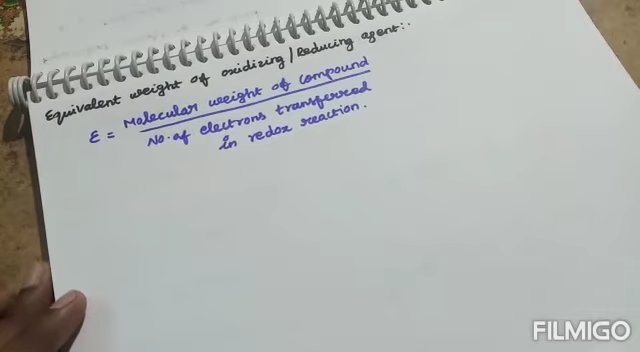 Equivalent weight of oxidizing/Reducing agent:.
E = Molecular weight of compound
No. of electrons transferred
in redox reaction.
FILMIGO